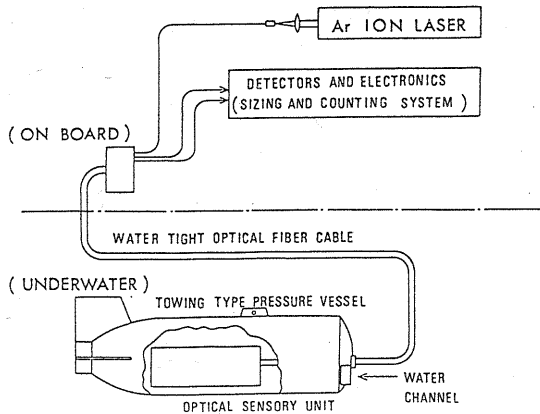 Ar ION LASER
DETECTORS AND ELECTRONICS
(SIZING AND COUNTING SYSTEM)
(ON BOARD)
WATER TIGHT OPTICAL FIBER CABLE
(UNDERWATER)
TOWING TYPE PRESSURE VESSEL
WATER
CHANNEL
OPTICAL SENSORY UNIT